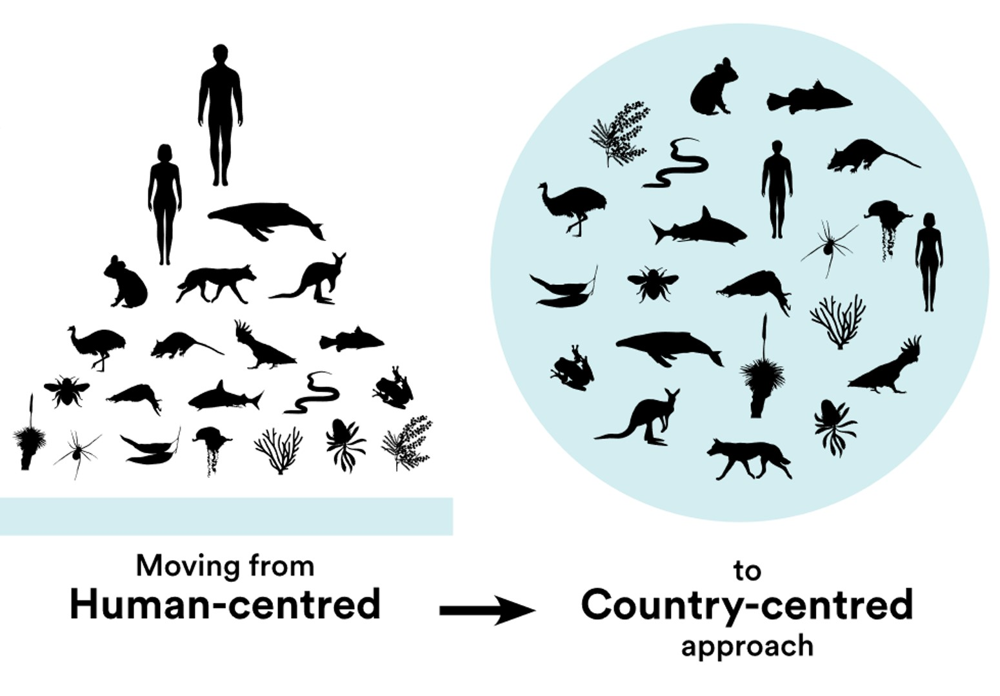 Moving from
Human-centred
to
Country-centred
approach